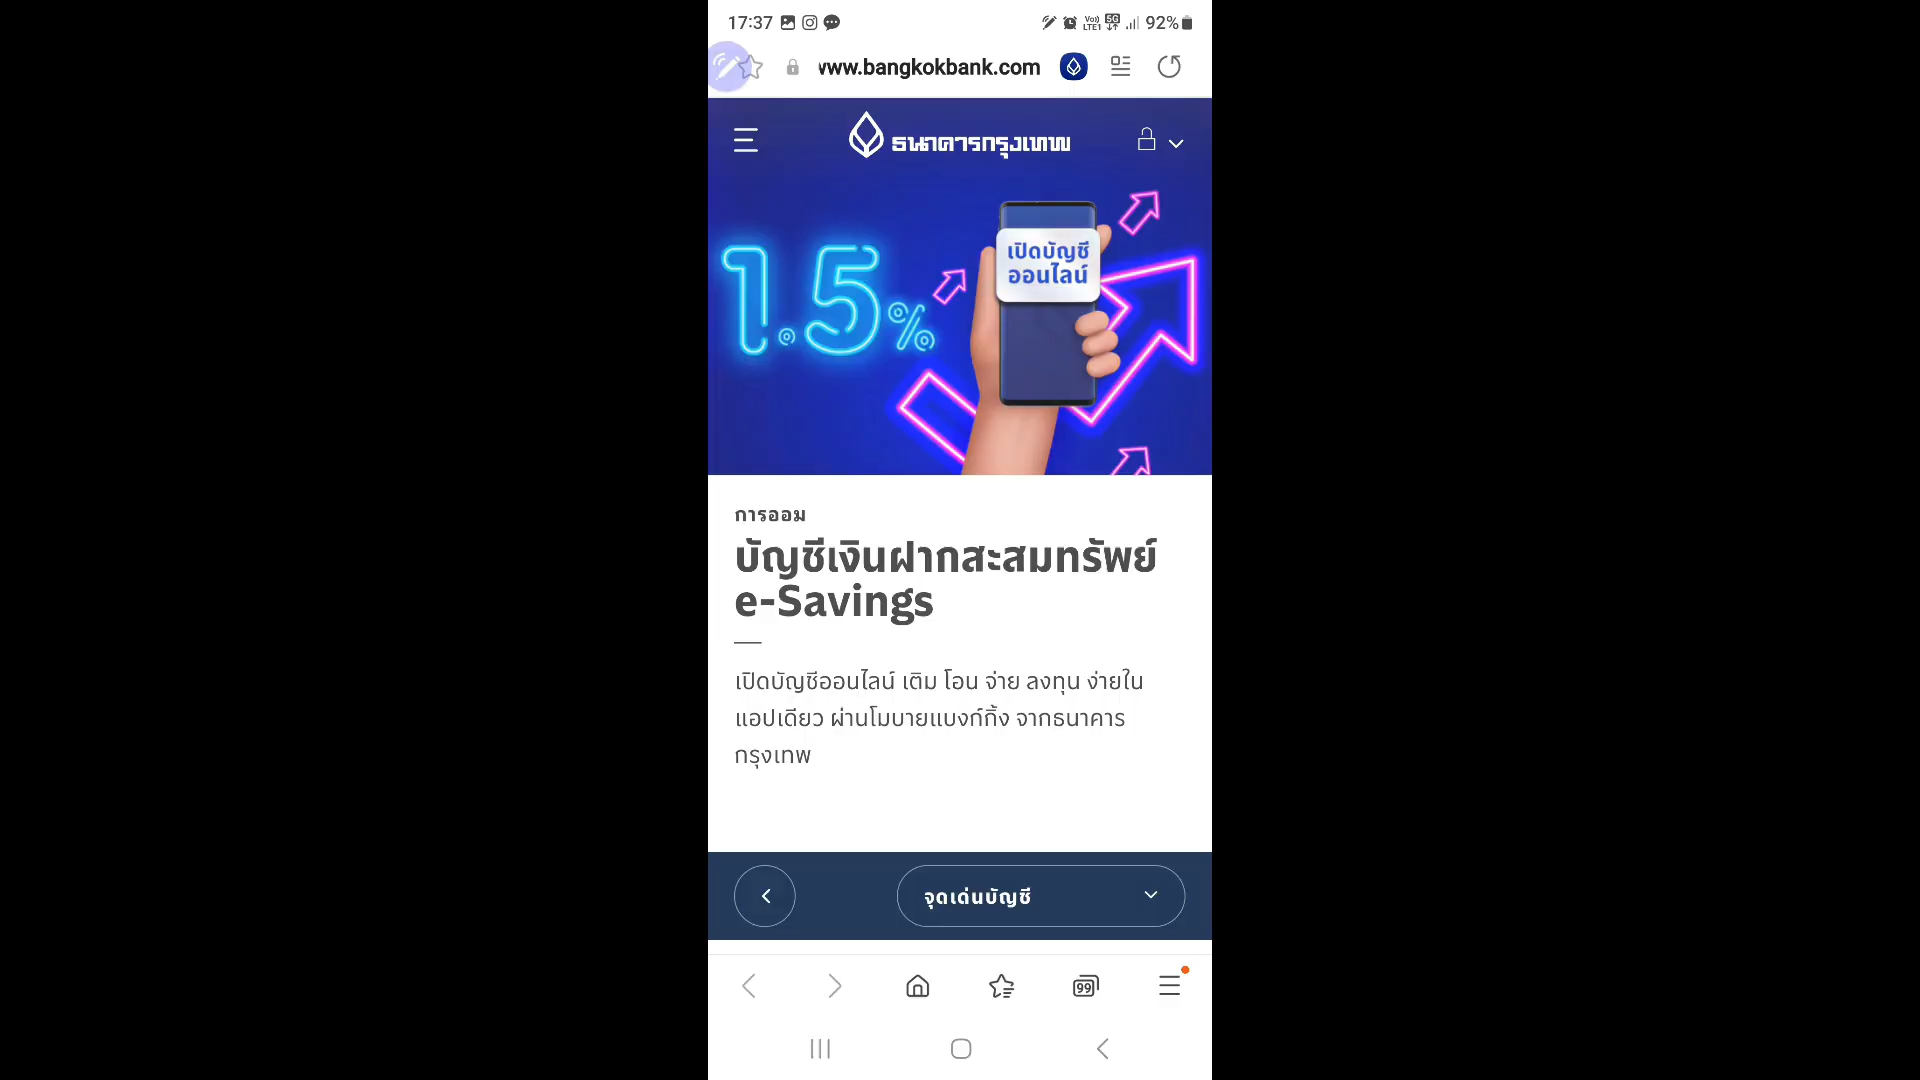 17:37
Vo))
LTE1
5G
92%
www.bangkokbank.com
ธนาคารกรุงเทพ
1.5%
เปิดบัญชี
ออนไลน์
การออม
บัญชีเงินฝากสะสมทรัพย์
e-Savings
เปิดบัญชีออนไลน์ เติม โอน จ่าย ลงทุน ง่ายใน
แอปเดียว ผ่านโมบายแบงก์กิ้ง จากธนาคาร
กรุงเทพ
จุดเด่นบัญชี
99